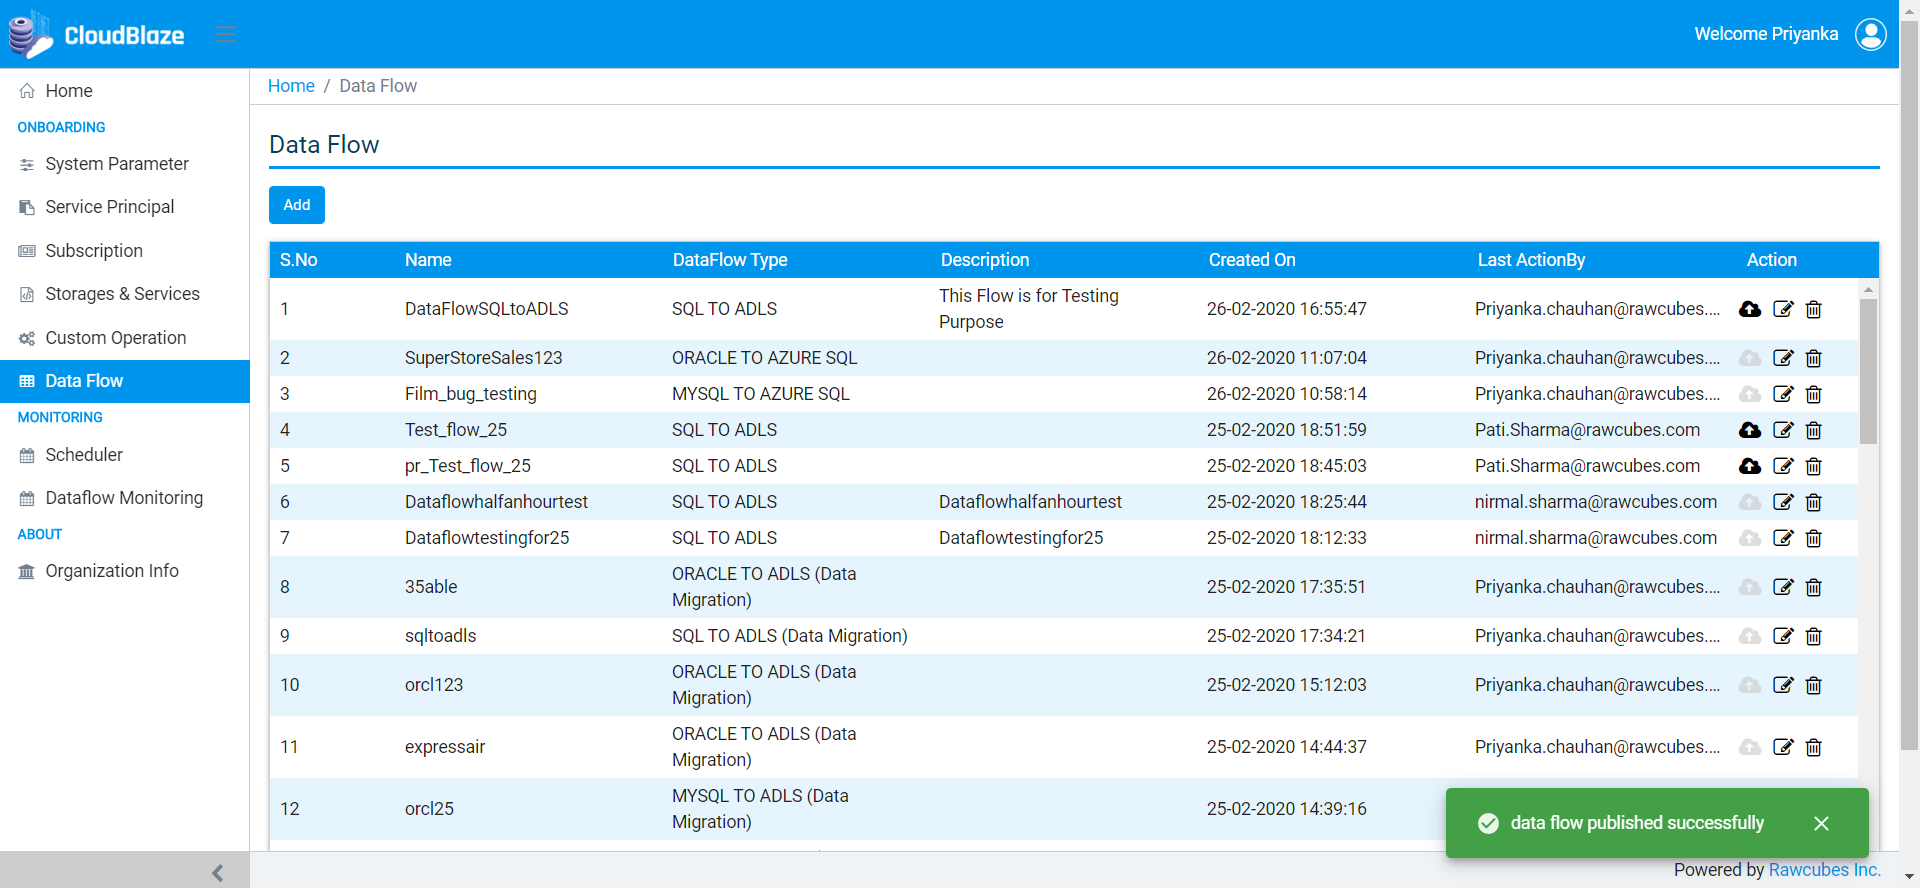 CloudBlaze
Welcome Priyanka
Home
ONBOARDING
System Parameter
Service Principal
Subscription
Storages & Services
Custom Operation
Data Flow
MONITORING
Scheduler
Dataflow Monitoring
ABOUT
Organization Info
Home / Data Flow
Data Flow
Add
S.No Name DataFlow Type Description Created On Last ActionBy Action
1 DataFlowSQLtoADLS SQL TO ADLS This Flow is for Testing 26-02-2020 16:55:47 Priyanka.chauhan@rawcubes....
Purpose
2 SuperStoreSales123 ORACLE TO AZURE SQL 26-02-2020 11:07:04 Priyanka.chauhan@rawcubes....
3 Film_bug_testing MYSQL TO AZURE SQL 26-02-2020 10:58:14 Priyanka.chauhan@rawcubes....
4 Test_flow_25 SQL TO ADLS 25-02-2020 18:51:59 Pati.Sharma@rawcubes.com
5 pr_Test_flow_25 SQL TO ADLS 25-02-2020 18:45:03 Pati.Sharma@rawcubes.com
6 Dataflowhalfanhourtest SQL TO ADLS Dataflowhalfanhourtest 25-02-2020 18:25:44 nirmal.sharma@rawcubes.com
7 Dataflowtestingfor25 SQL TO ADLS Dataflowtestingfor25 25-02-2020 18:12:33 nirmal.sharma@rawcubes.com
8 35able ORACLE TO ADLS (Data 25-02-2020 17:35:51 Priyanka.chauhan@rawcubes....
Migration)
9 sqltoadls SQL TO ADLS (Data Migration) 25-02-2020 17:34:21 Priyanka.chauhan@rawcubes....
10 orcl123 ORACLE TO ADLS (Data 25-02-2020 15:12:03 Priyanka.chauhan@rawcubes....
Migration)
11 expressair ORACLE TO ADLS (Data 25-02-2020 14:44:37 Priyanka.chauhan@rawcubes....
Migration)
12 orcl25 MYSQL TO ADLS (Data 25-02-2020 14:39:16
Migration)
data flow published successfully
Powered by Rawcubes Inc.